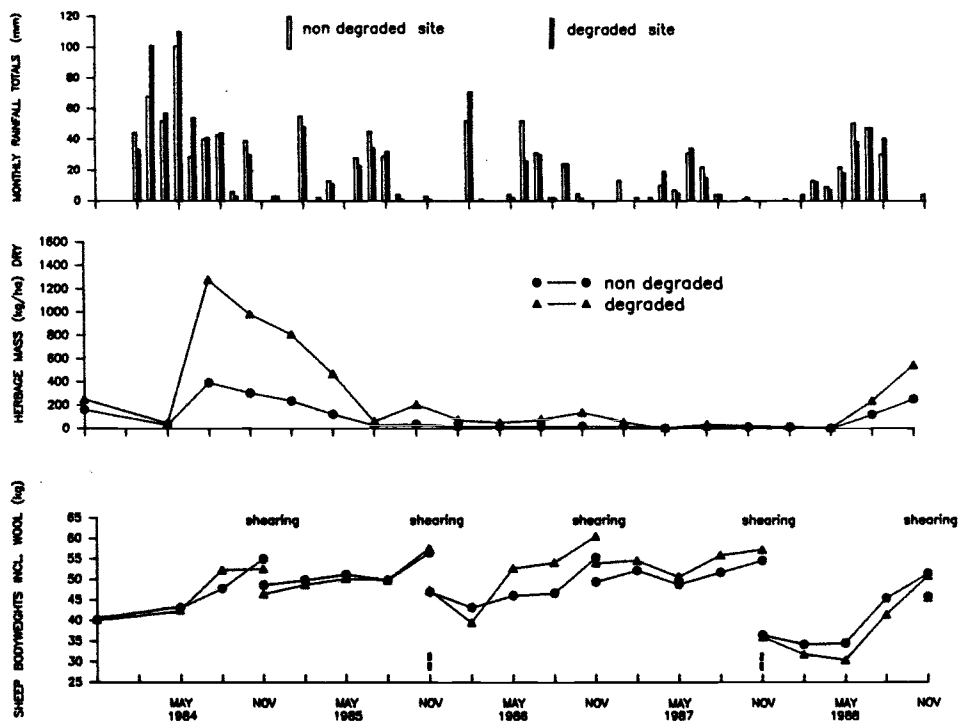 MONTHLY RAINFALL TOTALS (mm)
120
100
80
60
40
20
0
non degraded site
degraded site
HERBAGE MASS (kg/ha) DRY
1600
1400
1200
1000
800
600
400
200
0
non degraded
degraded
SHEEP BODYWEIGHTS INCL. WOOL (kg)
65
60
55
50
45
40
35
30
25
shearing
shearing
shearing
shearing
shearing
MAY
1984
NOV
MAY
1985
NOV
MAY
1986
NOV
MAY
1987
NOV
MAY
1988
NOV